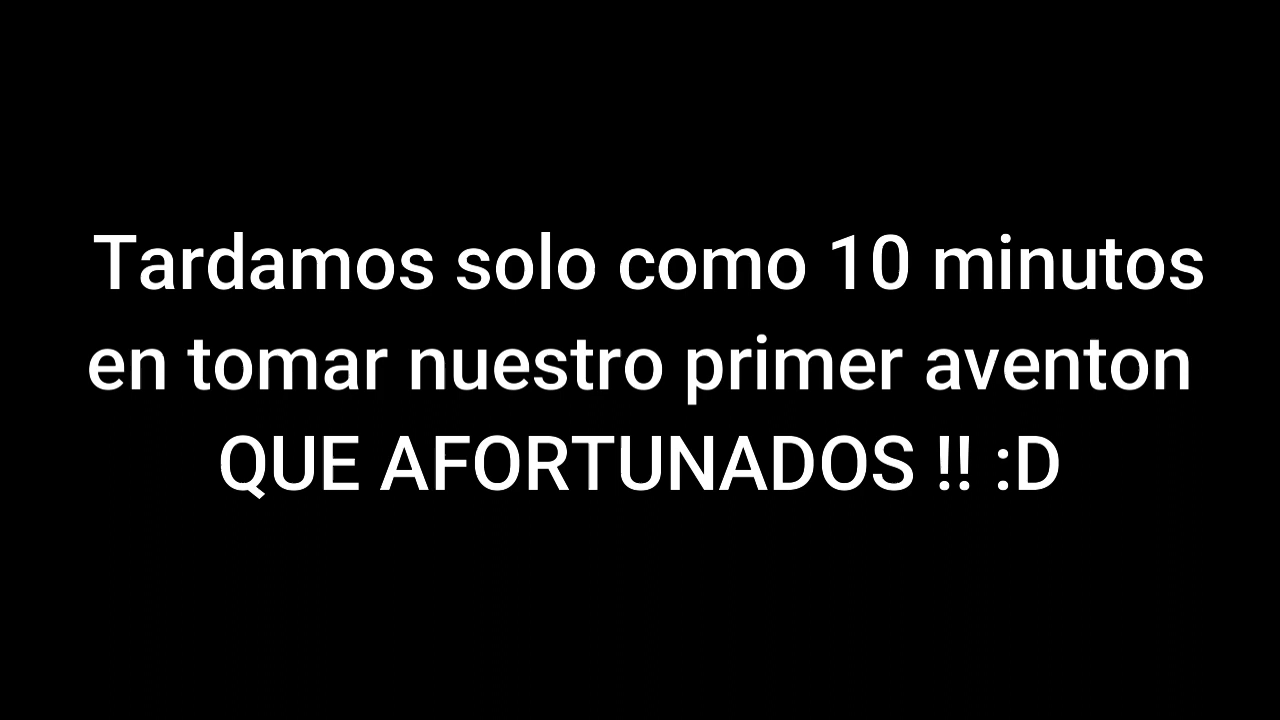 Tardamos solo como 10 minutos
en tomar nuestro primer aventon
QUE AFORTUNADOS !! :D